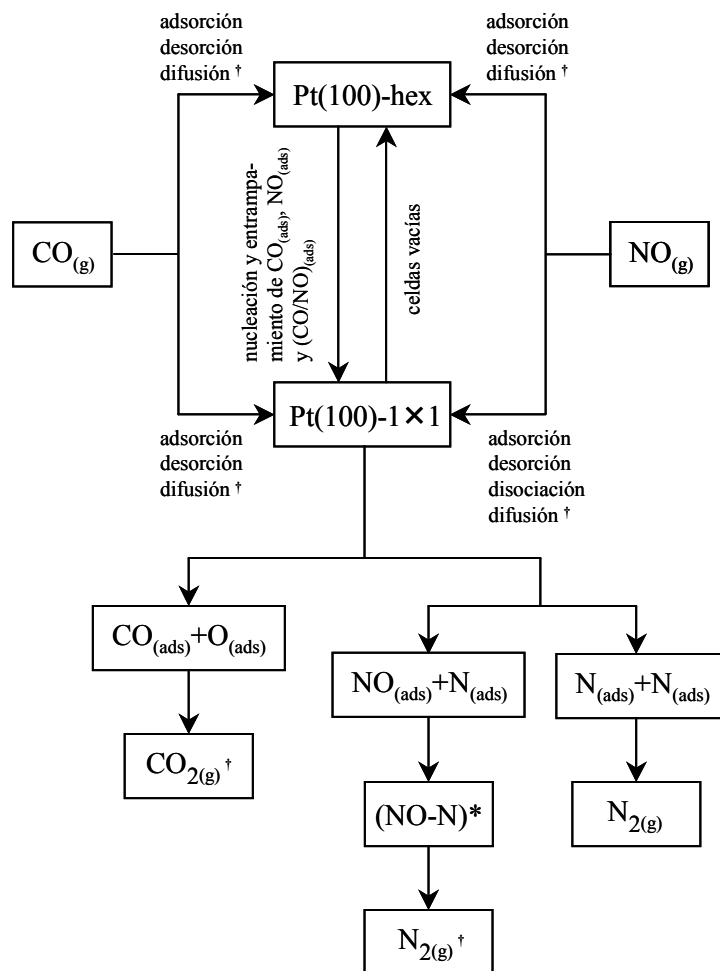 adsorción
desorción
difusión †
adsorción
desorción
difusión †
Pt(100)-hex
nucleación y entrampa-
miento de CO(ads), NO(ads)
y (CO/NO)(ads)
celdas vacías
CO(g)
NO(g)
Pt(100)-1×1
adsorción
desorción
difusión †
adsorción
desorción
disociación
difusión †
CO(ads)+O(ads)
NO(ads)+N(ads)
N(ads)+N(ads)
CO2(g) †
(NO-N)*
N2(g)
N2(g) †